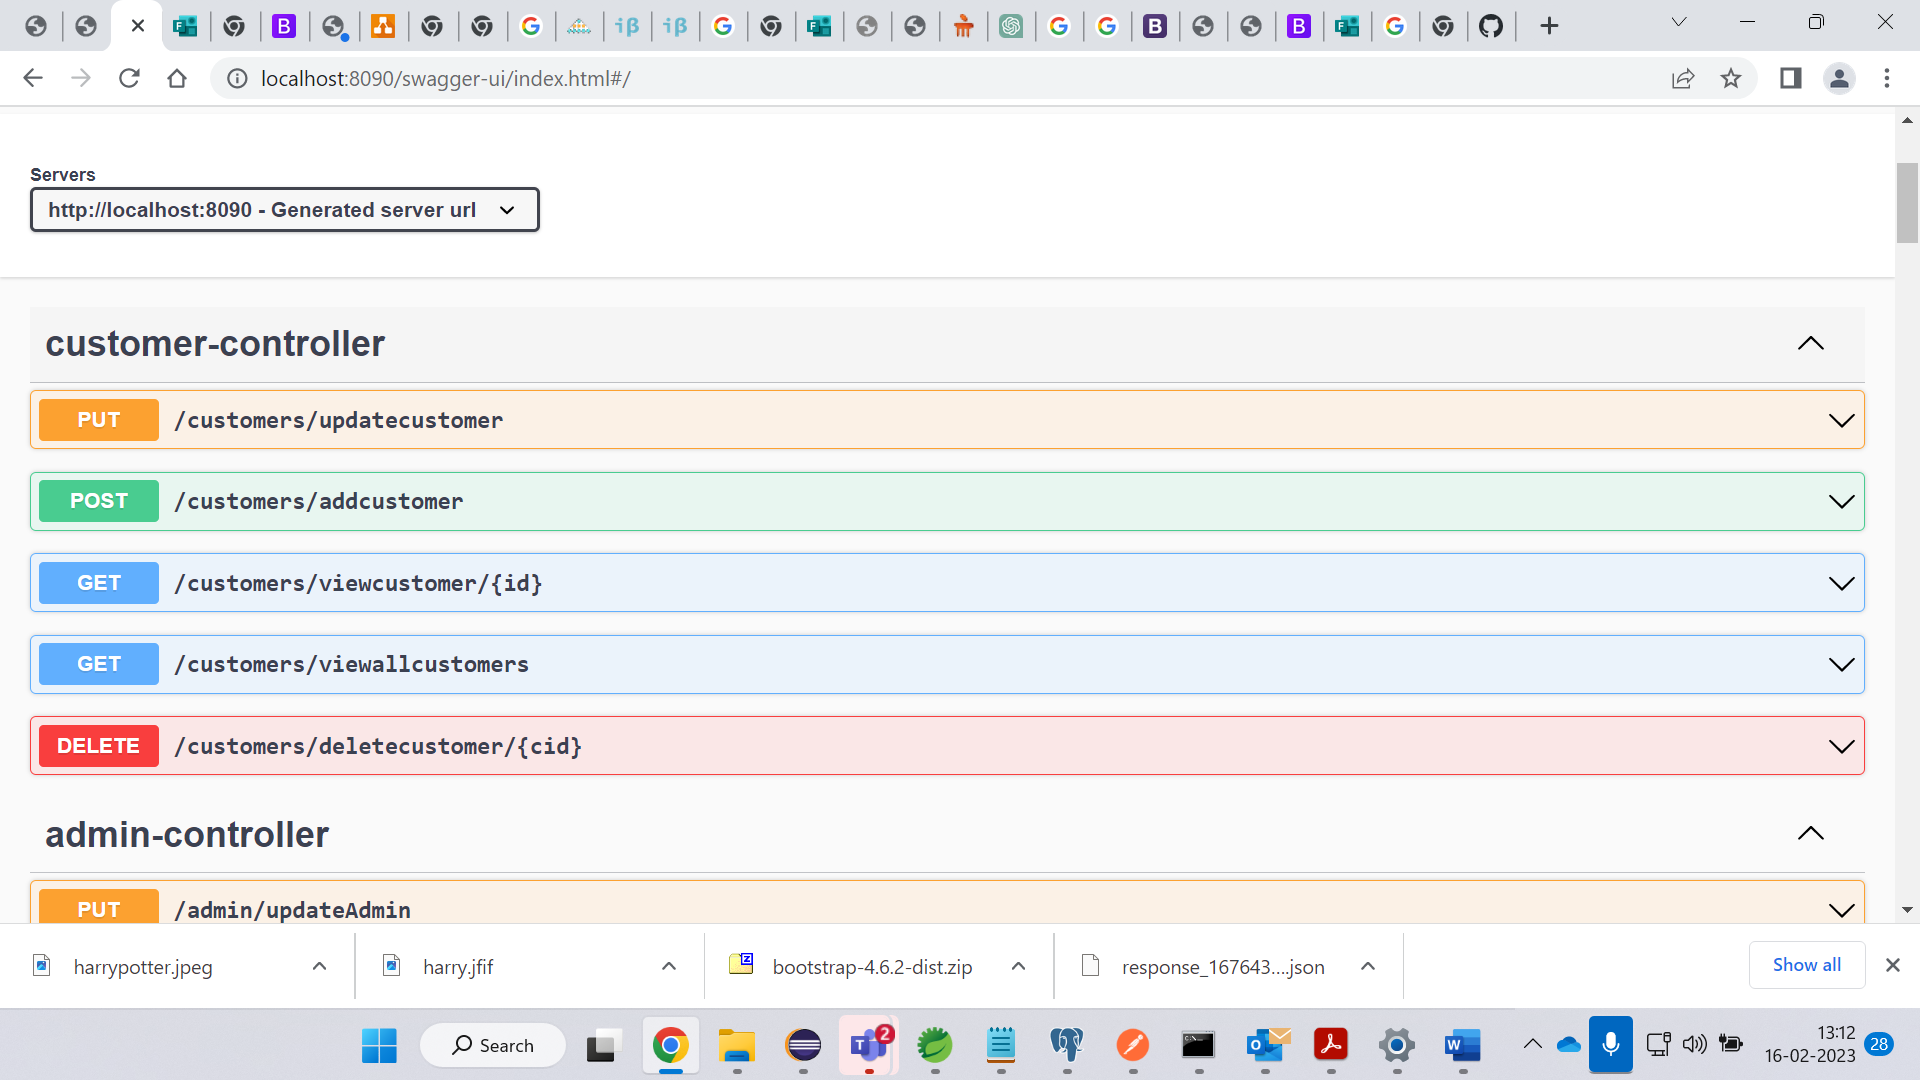 localhost:8090/swagger-ui/index.html#/
Servers
http://localhost:8090 - Generated server url
customer-controller
PUT /customers/updatecustomer
POST /customers/addcustomer
GET /customers/viewcustomer/{id}
GET /customers/viewallcustomers
DELETE /customers/deletecustomer/{cid}
admin-controller
PUT /admin/updateAdmin
harrypotter.jpeg harry.jfif bootstrap-4.6.2-dist.zip response_167643....json Show all
Search 2 13:12
16-02-2023 28